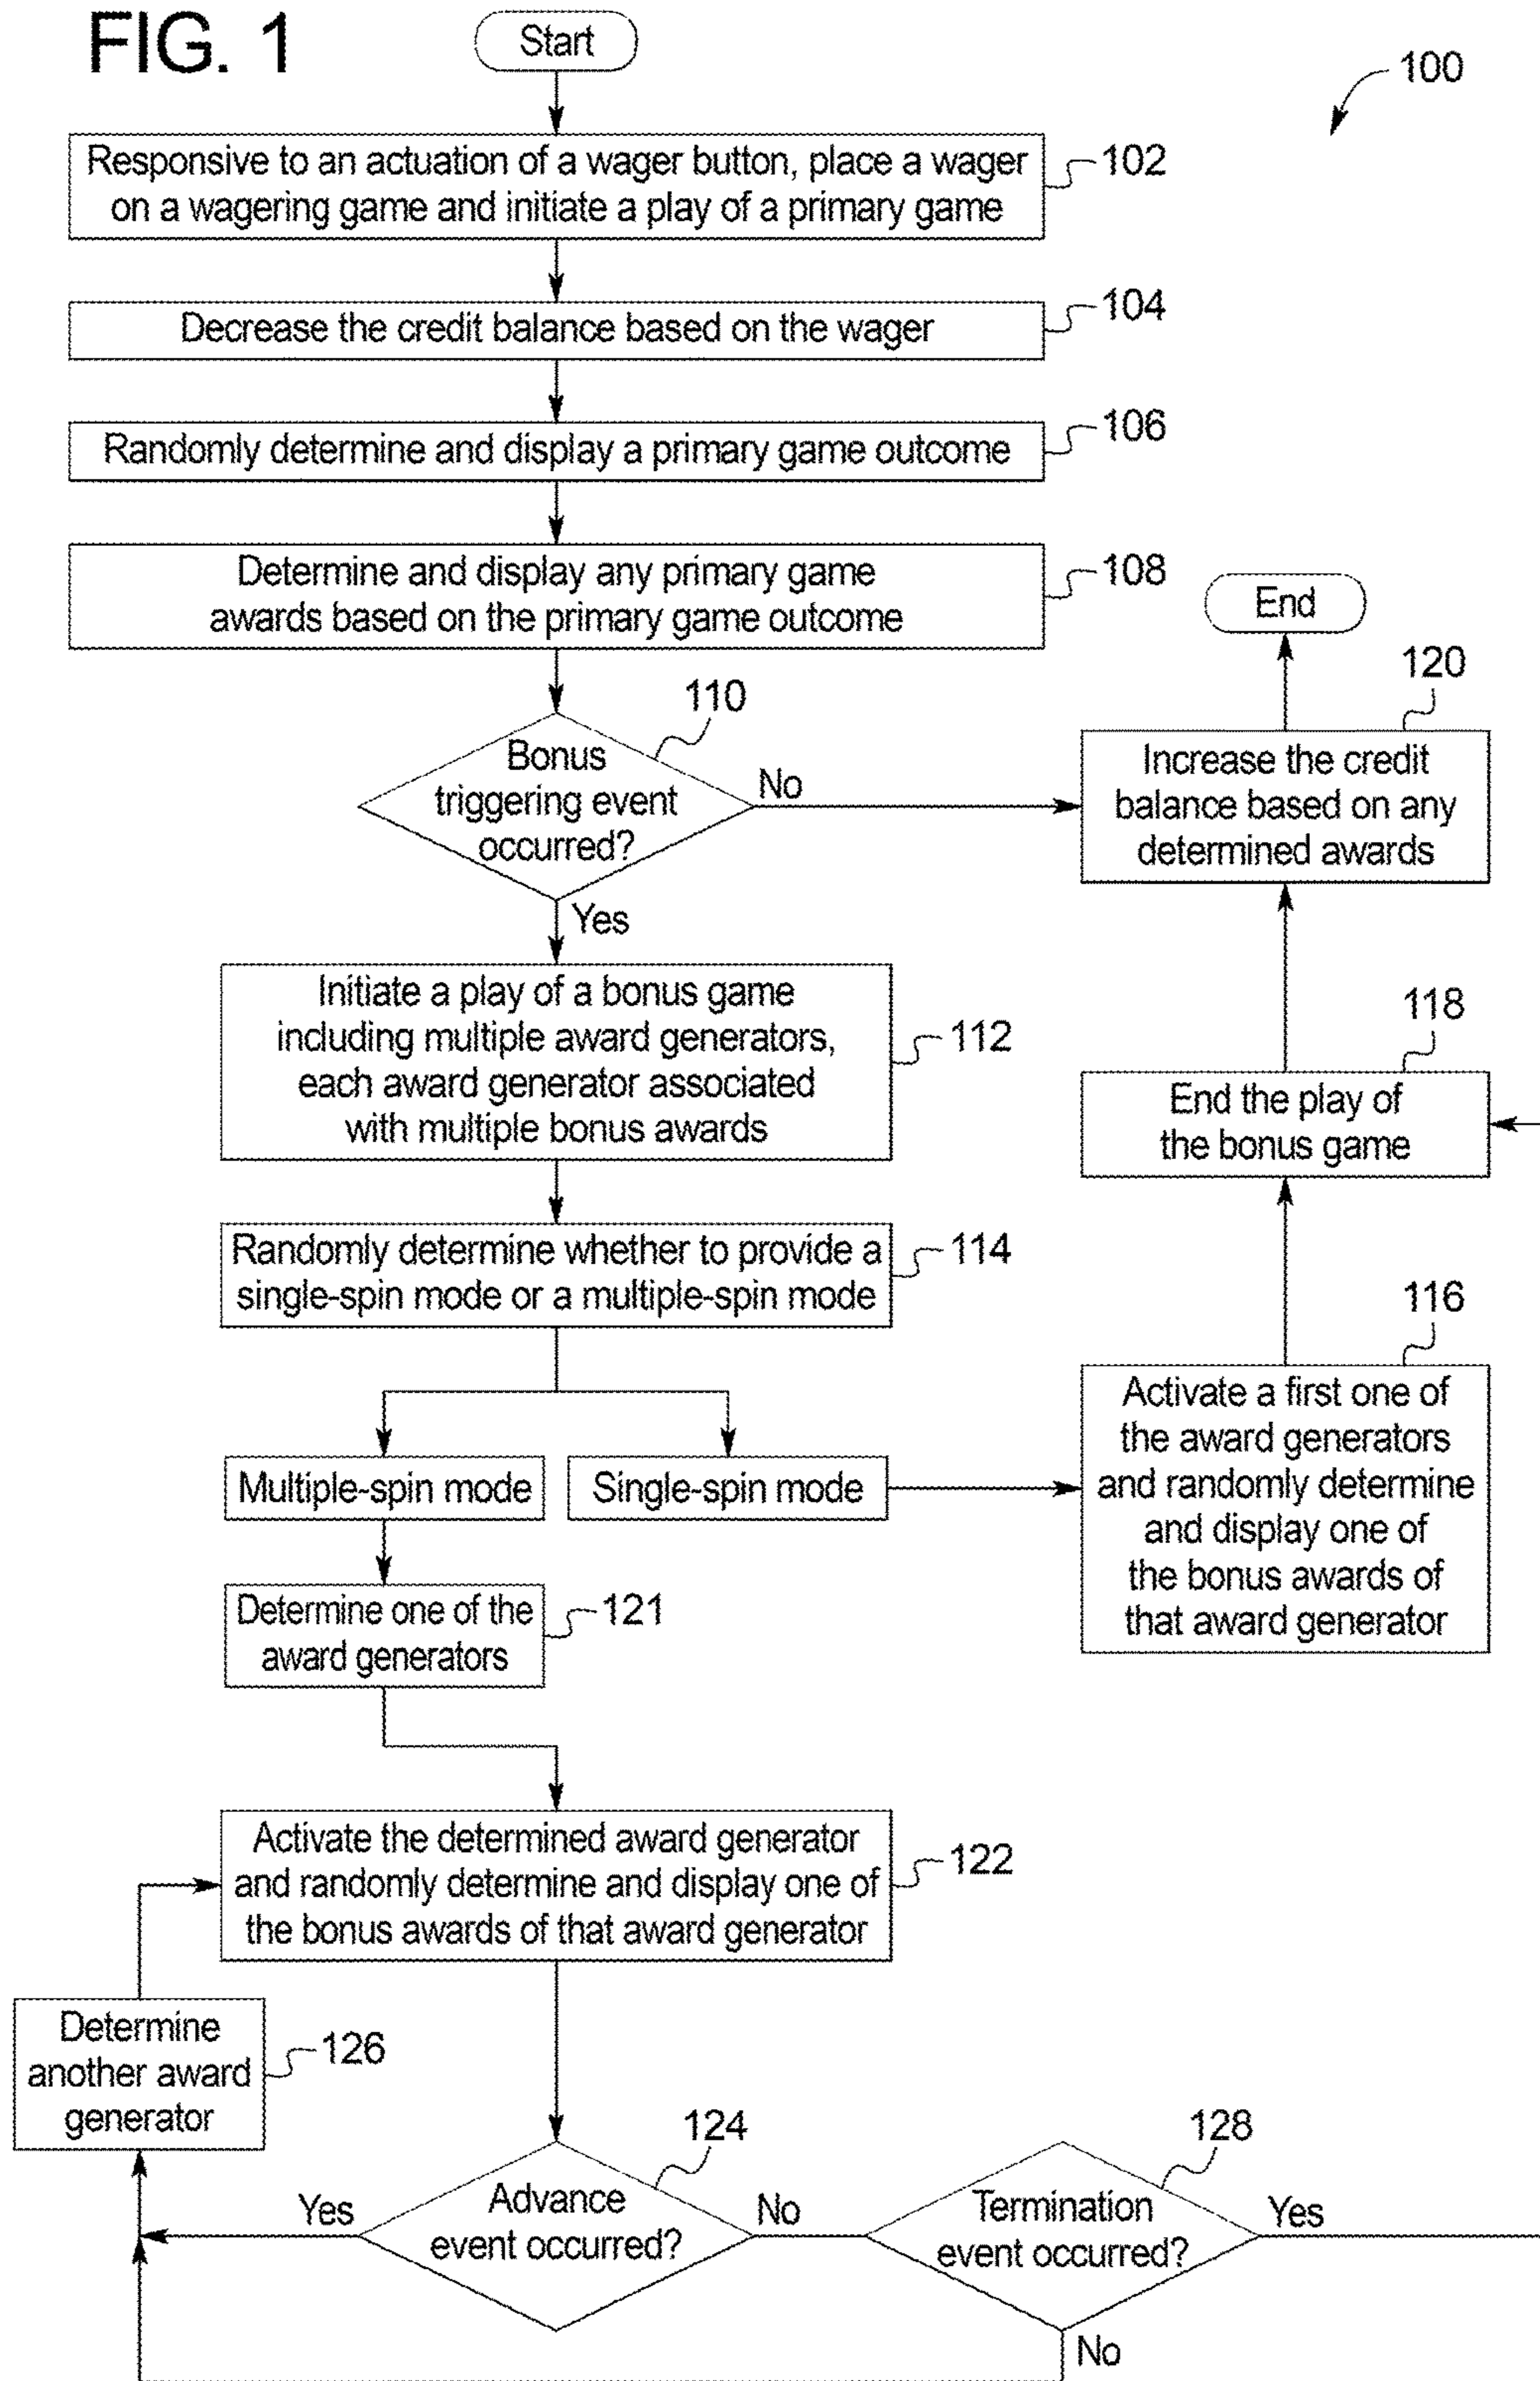 FIG. 1
Start
100
Responsive to an actuation of a wager button, place a wager
on a wagering game and initiate a play of a primary game
102
Decrease the credit balance based on the wager
104
Randomly determine and display a primary game outcome
106
Determine and display any primary game
awards based on the primary game outcome
108
End
110
Bonus
triggering event
occurred?
No
Yes
120
Increase the credit
balance based on any
determined awards
Initiate a play of a bonus game
including multiple award generators,
each award generator associated
with multiple bonus awards
112
118
End the play of
the bonus game
Randomly determine whether to provide a
single-spin mode or a multiple-spin mode
114
116
Activate a first one of
the award generators
and randomly determine
and display one of
the bonus awards of
that award generator
Multiple-spin mode
Single-spin mode
Determine one of the
award generators
121
Activate the determined award generator
and randomly determine and display one of
the bonus awards of that award generator
122
Determine
another award
generator
126
124
Advance
event occurred?
Yes
No
128
Termination
event occurred?
Yes
No